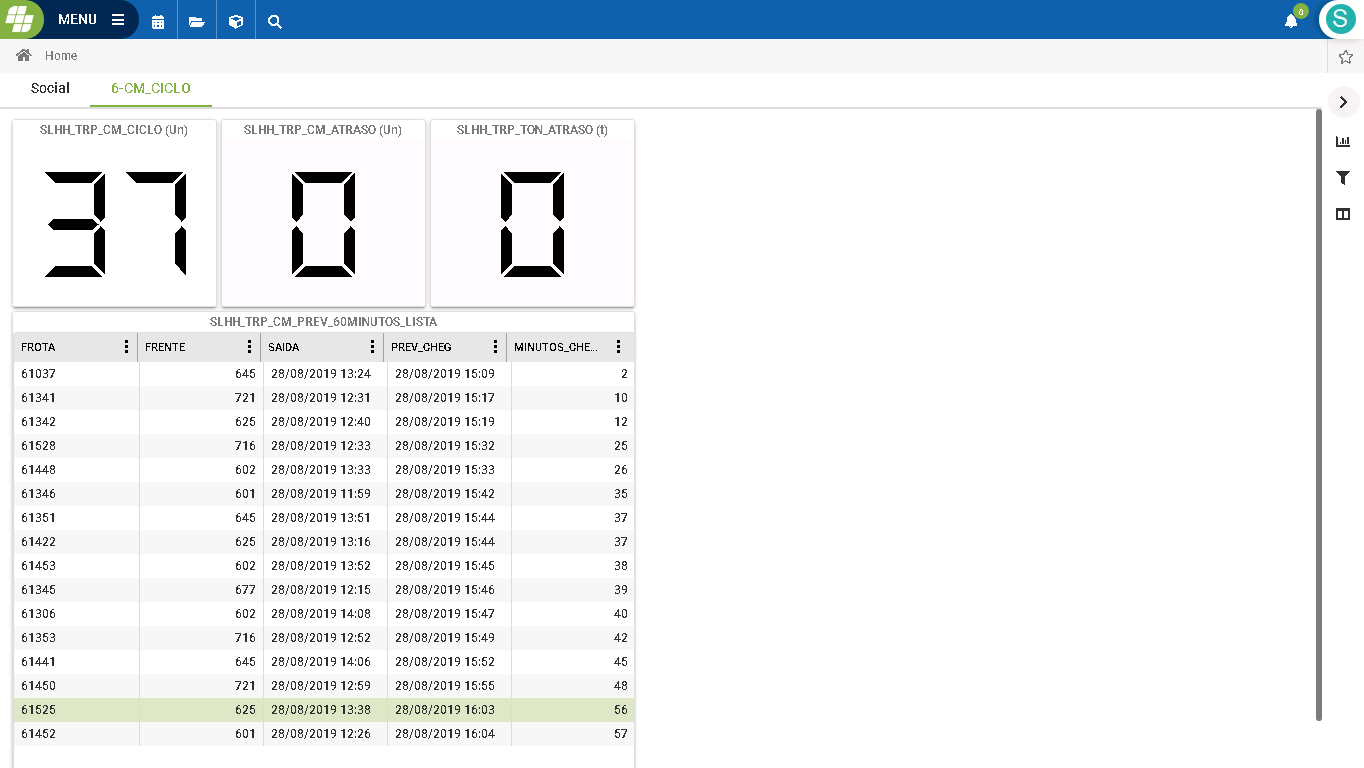 MENU
0
S
Home
Social 6-CM_CICLO
SLHH_TRP_CM_CICLO (Un) SLHH_TRP_CM_ATRASO (Un) SLHH_TRP_TON_ATRASO (t)
37 0 0
SLHH_TRP_CM_PREV_60MINUTOS_LISTA
FROTA FRENTE SAIDA PREV_CHEG MINUTOS_CHE...
61037 645 28/08/2019 13:24 28/08/2019 15:09 2
61341 721 28/08/2019 12:31 28/08/2019 15:17 10
61342 625 28/08/2019 12:40 28/08/2019 15:19 12
61528 716 28/08/2019 12:33 28/08/2019 15:32 25
61448 602 28/08/2019 13:33 28/08/2019 15:33 26
61346 601 28/08/2019 11:59 28/08/2019 15:42 35
61351 645 28/08/2019 13:51 28/08/2019 15:44 37
61422 625 28/08/2019 13:16 28/08/2019 15:44 37
61453 602 28/08/2019 13:52 28/08/2019 15:45 38
61345 677 28/08/2019 12:15 28/08/2019 15:46 39
61306 602 28/08/2019 14:08 28/08/2019 15:47 40
61353 716 28/08/2019 12:52 28/08/2019 15:49 42
61441 645 28/08/2019 14:06 28/08/2019 15:52 45
61450 721 28/08/2019 12:59 28/08/2019 15:55 48
61525 625 28/08/2019 13:38 28/08/2019 16:03 56
61452 601 28/08/2019 12:26 28/08/2019 16:04 57